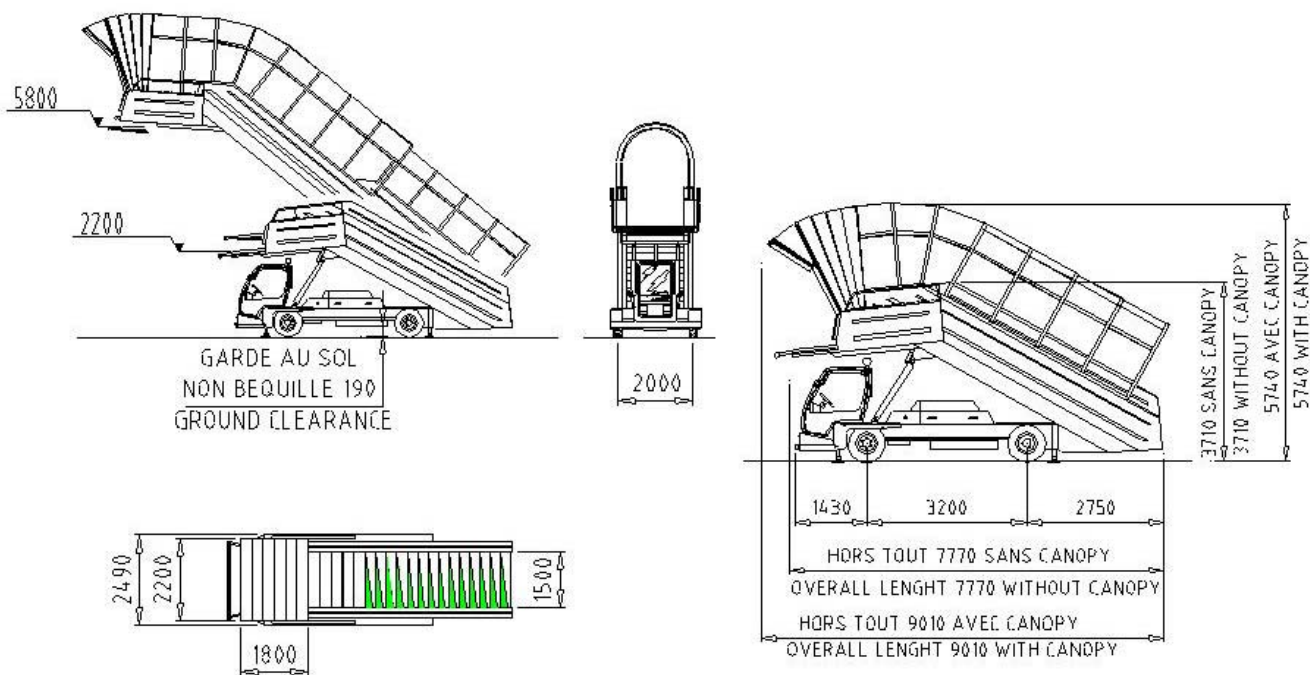 5800
2200
GARDE AU SOL
NON BEQUILLE 190
GROUND CLEARANCE
2000
3710 SANS CANOPY
3710 WITHOUT CANOPY
5740 AVEC CANOPY
5740 WITH CANOPY
1430
3200
2750
HORS TOUT 7770 SANS CANOPY
OVERALL LENGHT 7770 WITHOUT CANOPY
HORS TOUT 9010 AVEC CANOPY
OVERALL LENGHT 9010 WITH CANOPY
2490
2200
1500
1800